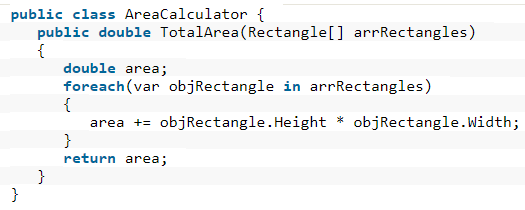 public class AreaCalculator {
public double TotalArea(Rectangle[] arrRectangles)
{
double area;
foreach(var objRectangle in arrRectangles)
{
area += objRectangle.Height * objRectangle.Width;
}
return area;
}
}